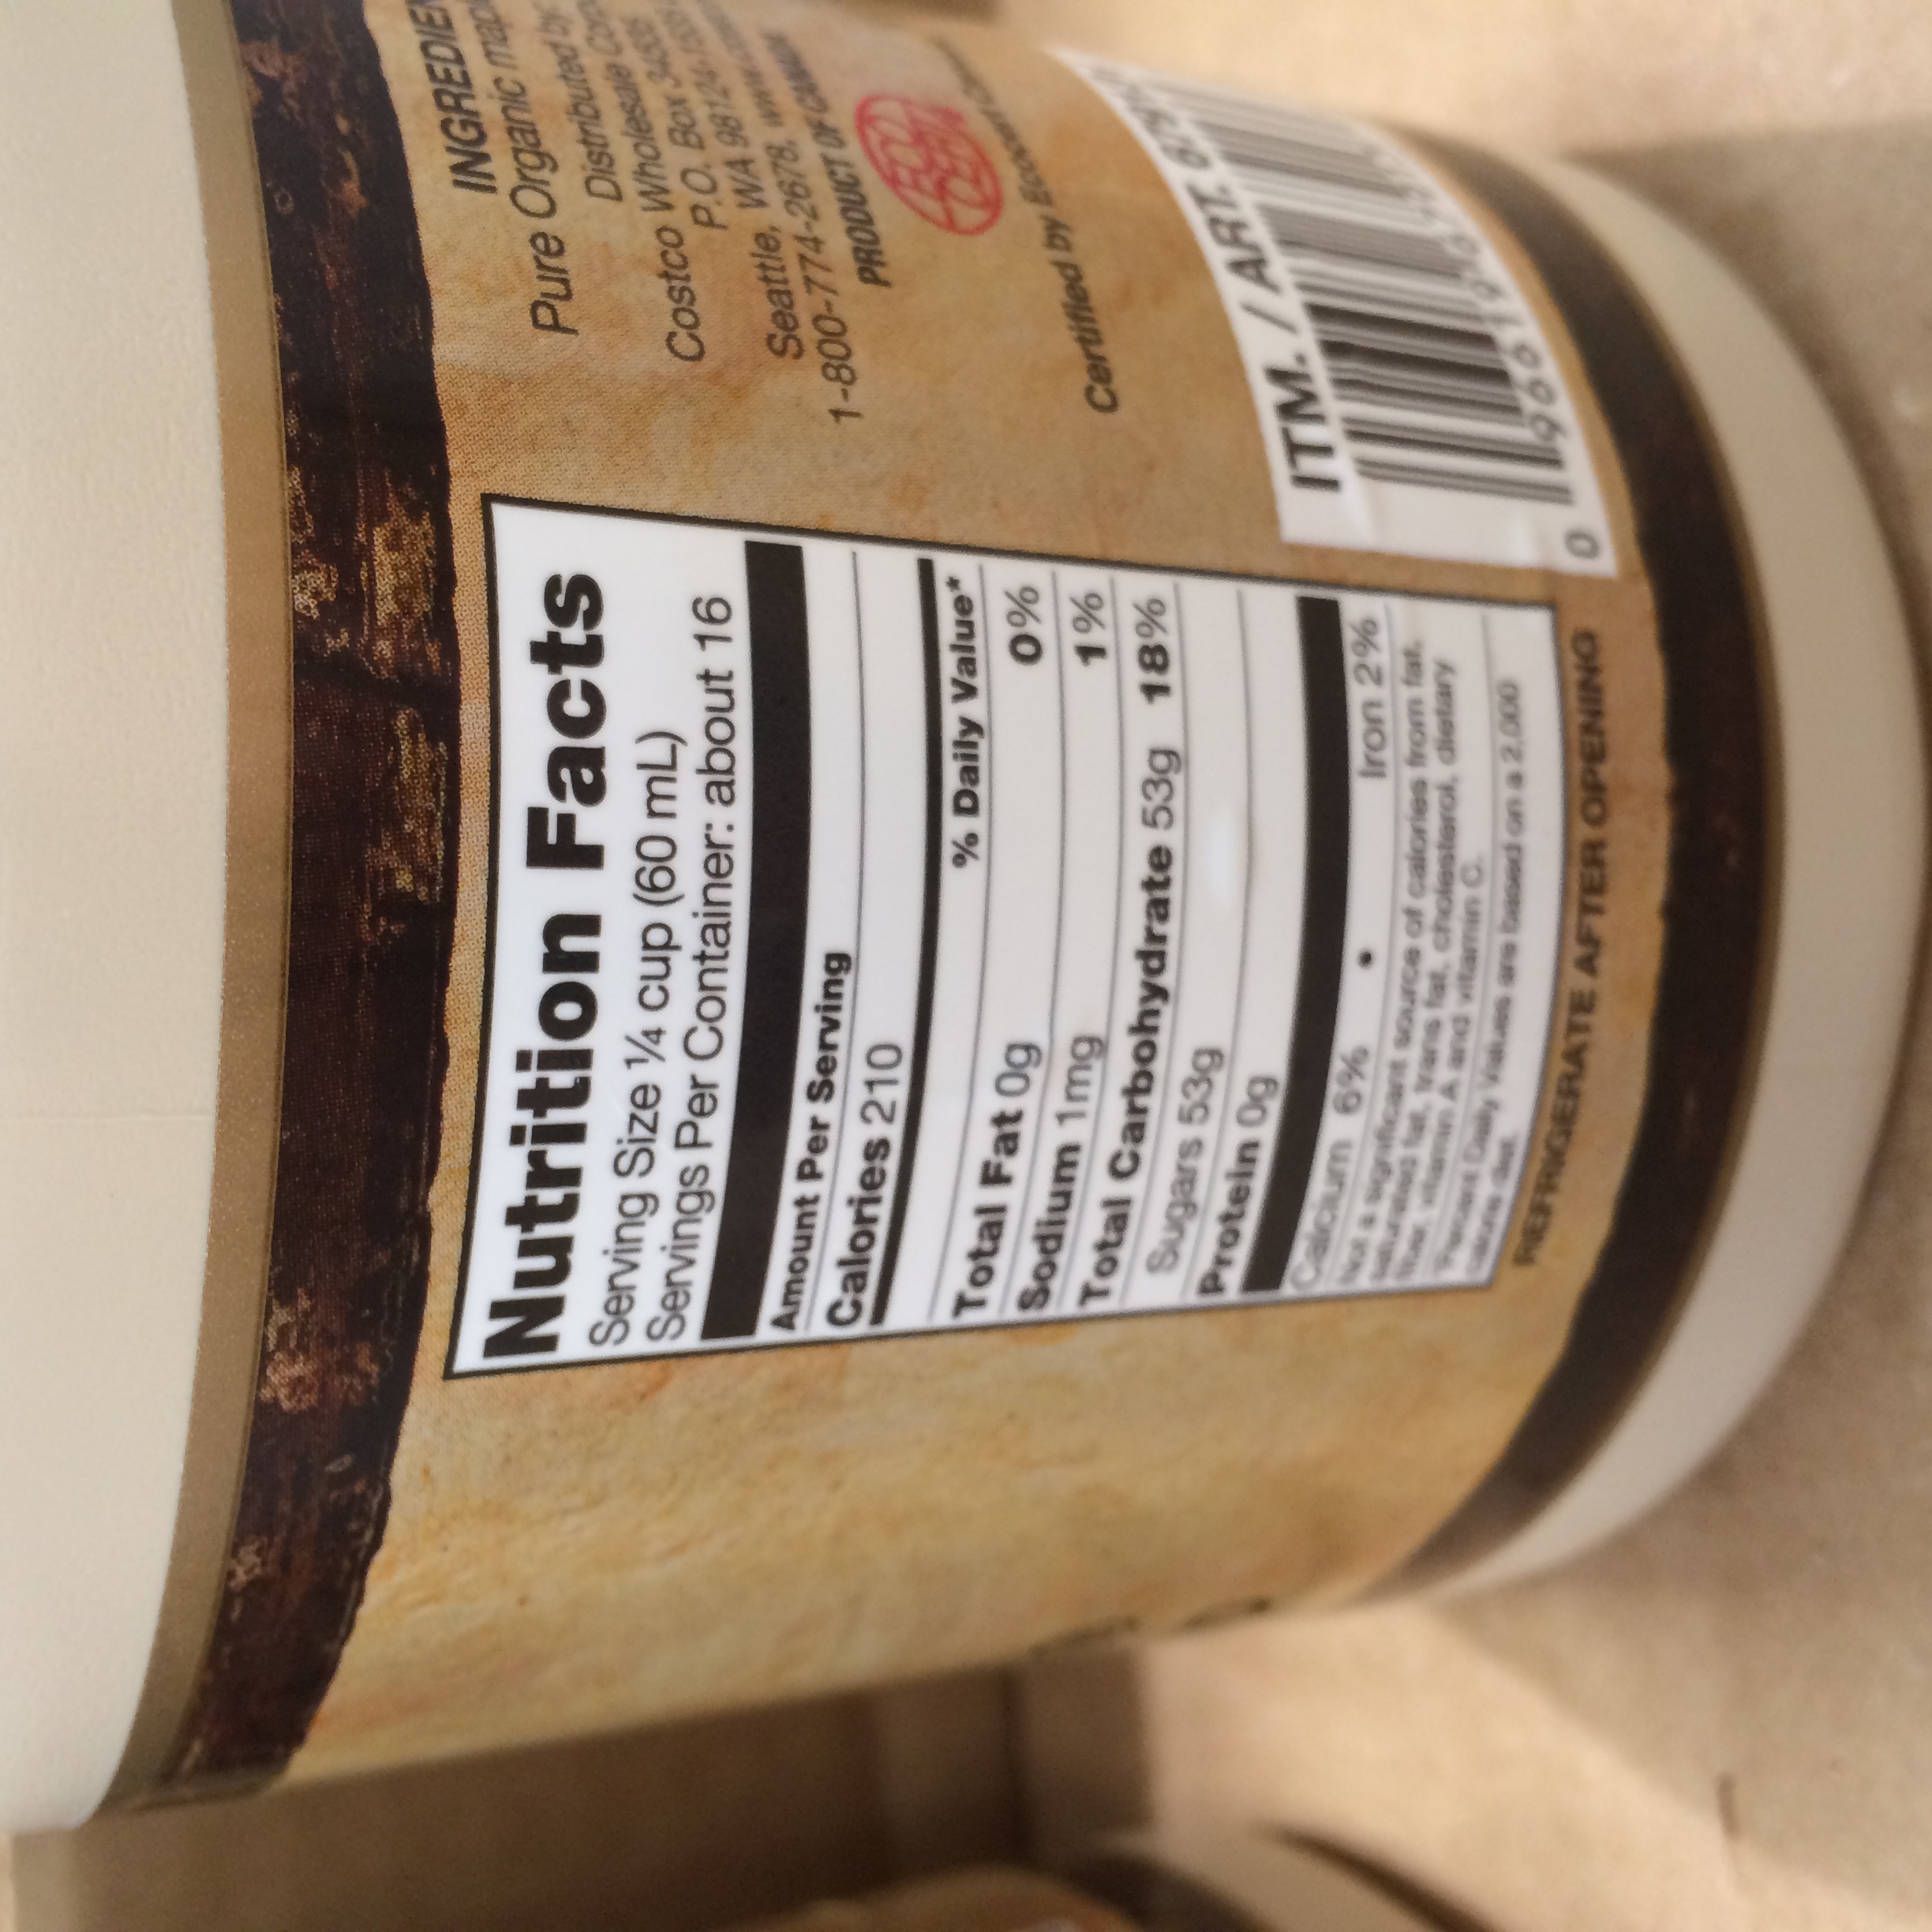 Nutrition Facts
Serving Size ¼ cup (60 mL)
Servings Per Container: about 16
Amount Per Serving
Calories 210
% Daily Value*
Total Fat 0g 0%
Sodium 1mg 1%
Total Carbohydrate 53g 18%
Sugars 53g
Protein 0g
Calcium 6% • Iron 2%
Not a significant source of calories from fat,
saturated fat, trans fat, cholesterol, dietary
fiber, vitamin A and vitamin C.
*Percent Daily Values are based on a 2,000
calorie diet.
REFRIGERATE AFTER OPENING
Pure Organic
Distributed by
Costco Wholesale
P.O. Box
Seattle, WA
1-800-774-2678,
PRODUCT OF CANADA
ECO
CERT
Certified by Ecocert
ITM. / ART.
0